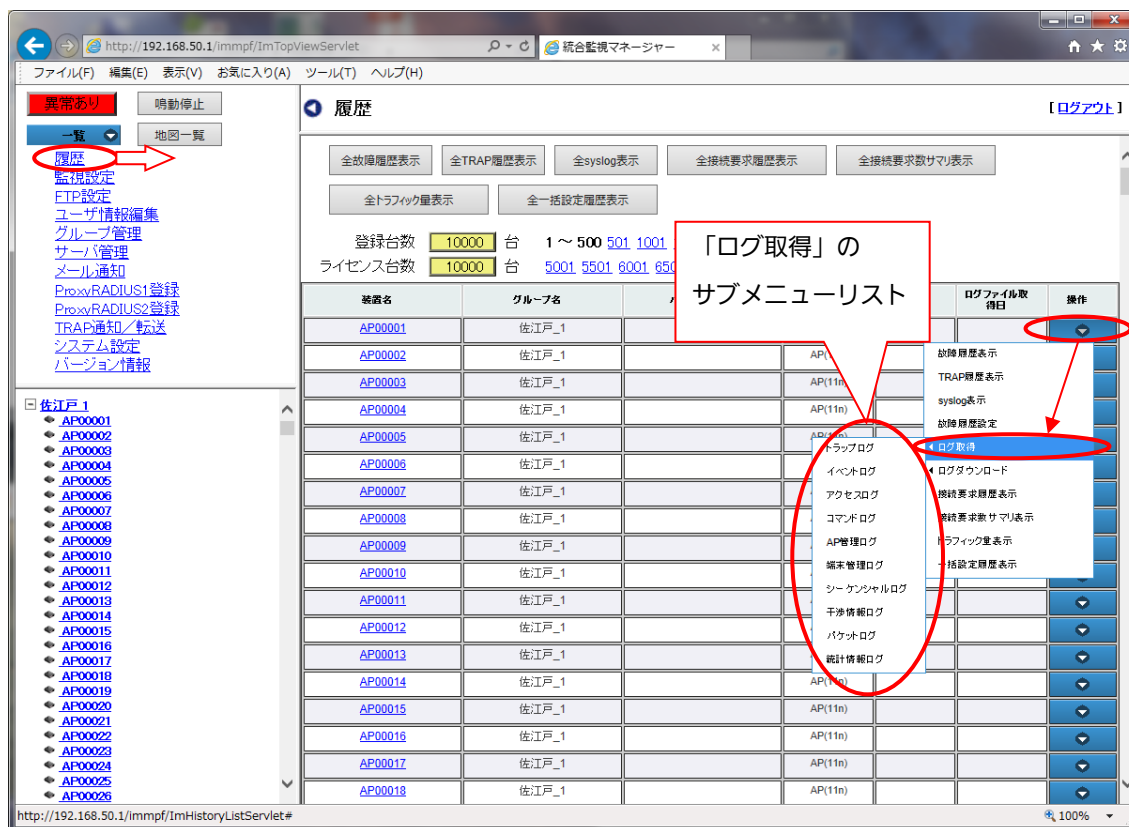 http://192.168.50.1/immpf/ImTopViewServlet
統合監視マネージャー
ファイル(F) 編集(E) 表示(V) お気に入り(A) ツール(T) ヘルプ(H)
異常あり 鳴動停止
一覧 地図一覧
履歴
監視設定
FTP設定
ユーザ情報編集
グループ管理
サーバ管理
メール通知
ProxyRADIUS1登録
ProxyRADIUS2登録
TRAP通知/転送
システム設定
バージョン情報
佐江戸 1
AP00001
AP00002
AP00003
AP00004
AP00005
AP00006
AP00007
AP00008
AP00009
AP00010
AP00011
AP00012
AP00013
AP00014
AP00015
AP00016
AP00017
AP00018
AP00019
AP00020
AP00021
AP00022
AP00023
AP00024
AP00025
AP00026
履歴 [ログアウト]
全故障履歴表示 全TRAP履歴表示 全syslog表示 全接続要求履歴表示 全接続要求数サマリ表示
全トラフィック量表示 全一括設定履歴表示
登録台数 10000 台 1 ～ 500 501 1001
ライセンス台数 10000 台 5001 5501 6001
「ログ取得」の
サブメニューリスト
装置名 グループ名 ログファイル取得日 操作
AP00001 佐江戸_1
AP00002 佐江戸_1
AP00003 佐江戸_1 AP(11n)
AP00004 佐江戸_1 AP(11n)
AP00005 佐江戸_1
AP00006 佐江戸_1
AP00007 佐江戸_1
AP00008 佐江戸_1
AP00009 佐江戸_1
AP00010 佐江戸_1
AP00011 佐江戸_1
AP00012 佐江戸_1
AP00013 佐江戸_1
AP00014 佐江戸_1 AP(11n)
AP00015 佐江戸_1 AP(11n)
AP00016 佐江戸_1 AP(11n)
AP00017 佐江戸_1 AP(11n)
AP00018 佐江戸_1 AP(11n)
故障履歴表示
TRAP履歴表示
syslog表示
故障履歴設定
ログ取得
ログダウンロード
接続要求履歴表示
接続要求数サマリ表示
トラフィック量表示
一括設定履歴表示
トラップログ
イベントログ
アクセスログ
コマンドログ
AP管理ログ
端末管理ログ
シーケンシャルログ
干渉情報ログ
パケットログ
統計情報ログ
http://192.168.50.1/immpf/ImHistoryListServlet#
100%